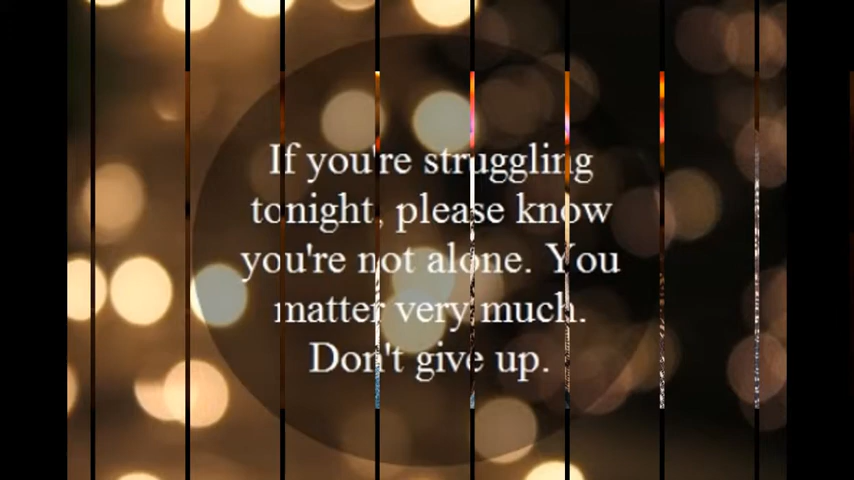 If you're struggling
tonight, please know
you're not alone. You
matter very much.
Don't give up.